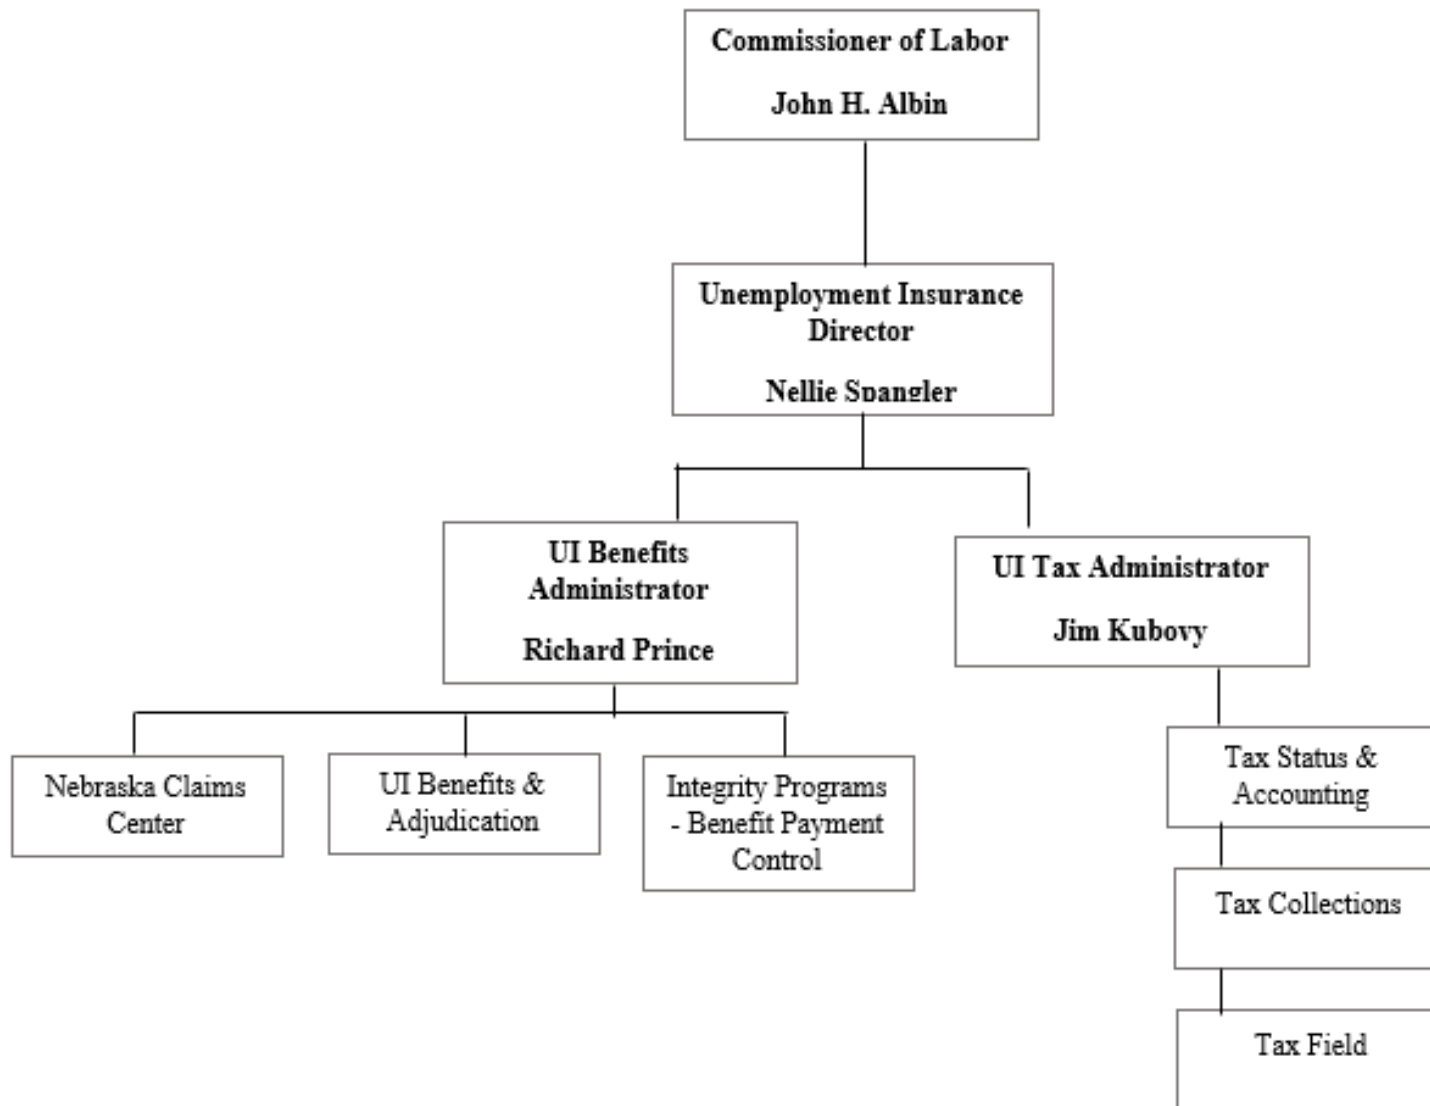 Commissioner of Labor
John H. Albin
Unemployment Insurance
Director
Nellie Spangler
UI Benefits
Administrator
Richard Prince
UI Tax Administrator
Jim Kubovy
Nebraska Claims
Center
UI Benefits &
Adjudication
Integrity Programs
- Benefit Payment
Control
Tax Status &
Accounting
Tax Collections
Tax Field